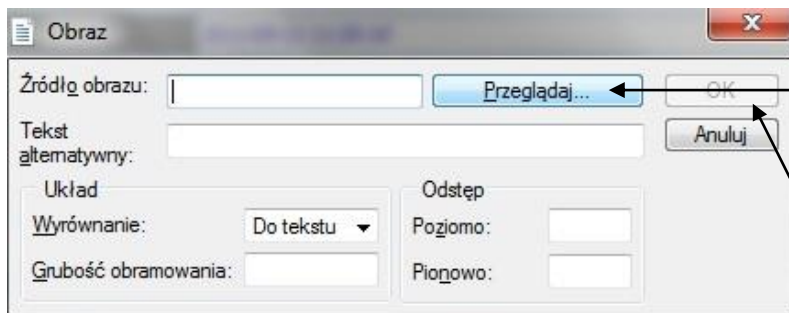 Obraz
Źródło obrazu:
Przeglądaj...
OK
Tekst
alternatywny:
Anuluj
Układ
Wyrównanie:
Do tekstu
Grubość obramowania:
Odstęp
Poziomo:
Pionowo: